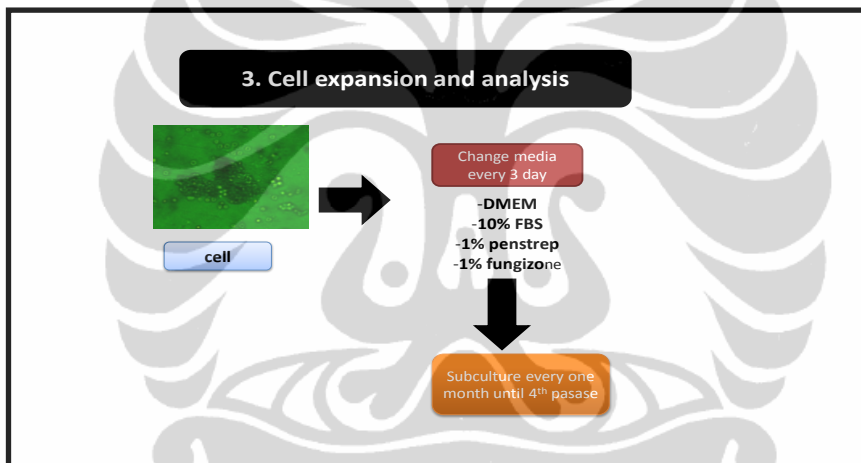 3. Cell expansion and analysis
Change media
every 3 day
-DMEM
-10% FBS
-1% penstrep
-1% fungizone
cell
Subculture every one
month until 4th pasase